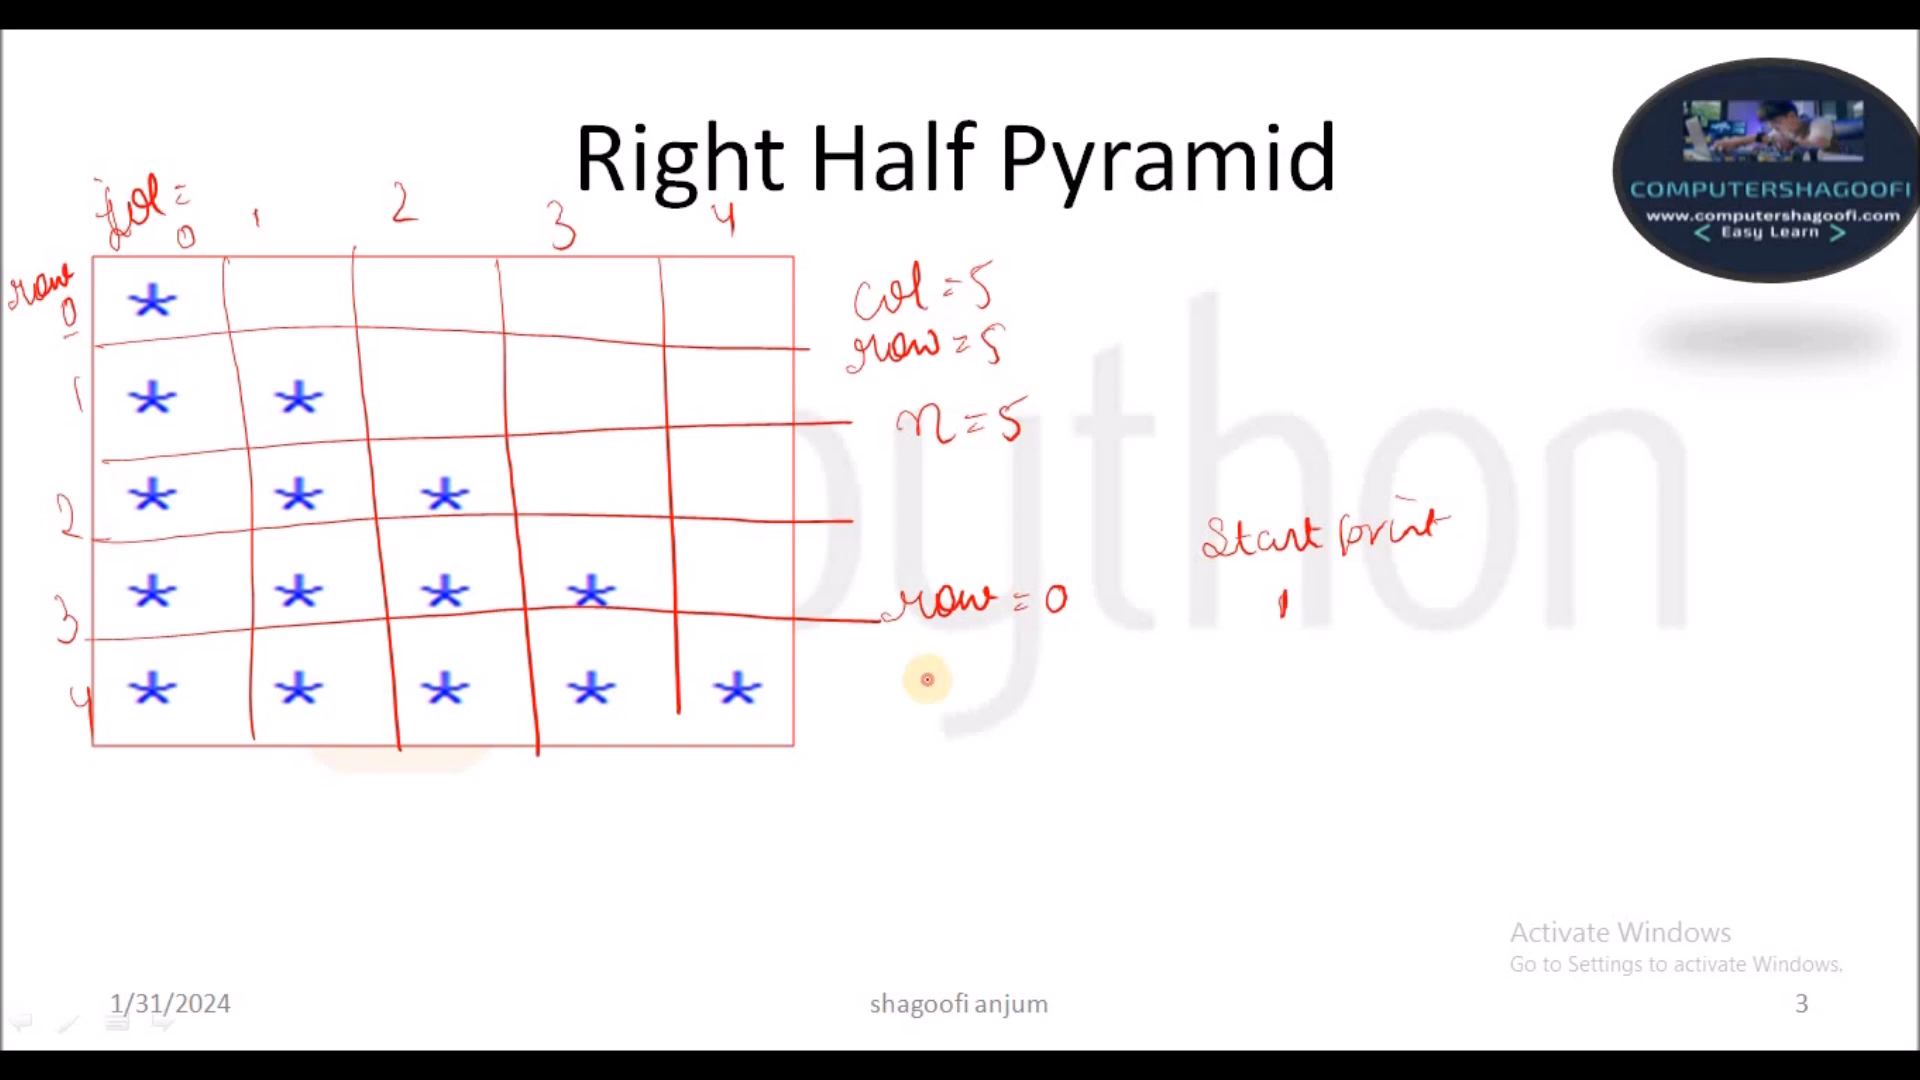 Right Half Pyramid
COMPUTERSHAGOOFI
www.computershagoofi.com
< Easy Learn >
col =
0 1 2 3 4
row
0 *
1 * *
2 * * *
3 * * * *
4 * * * * *
col = 5
row = 5
n = 5
Start print
row = 0 1
python
Activate Windows
Go to Settings to activate Windows.
1/31/2024
shagoofi anjum
3